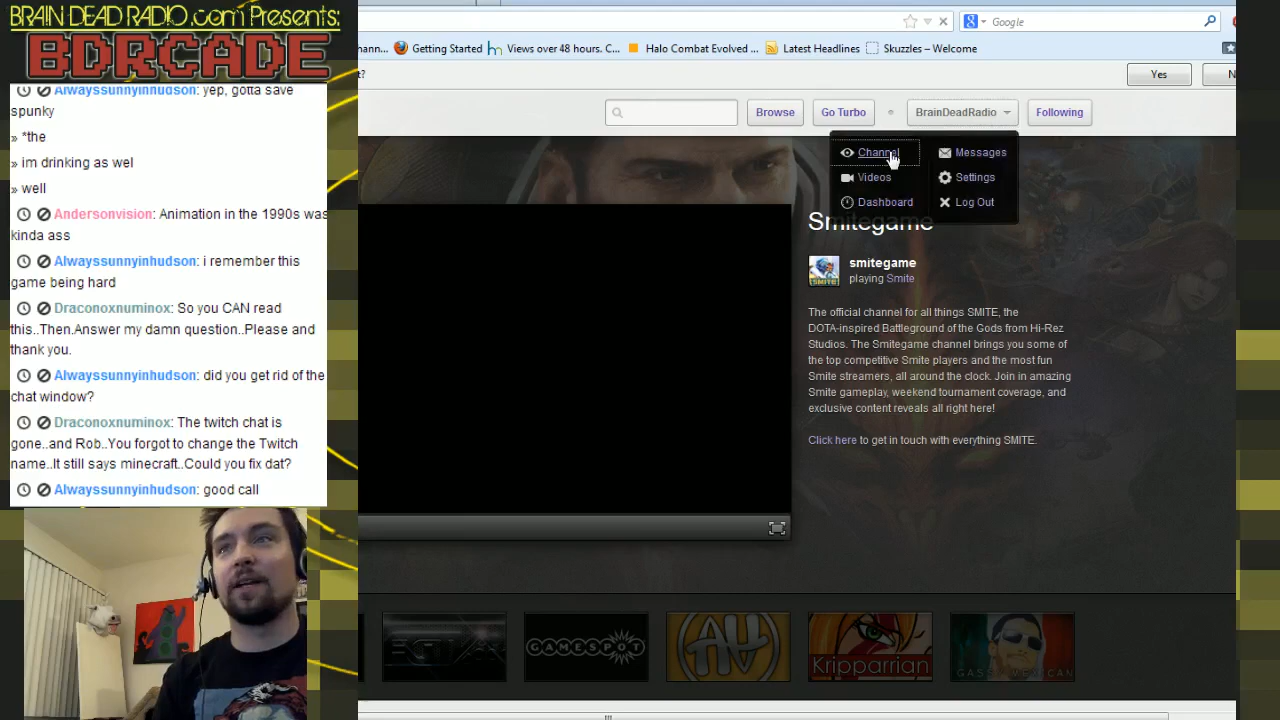 BRAIN DEAD RADIO.com Presents:
BDRCADE
Alwayssunnyinhudson: yep, gotta save
spunky
» *the
» im drinking as wel
» well
Andersonvision: Animation in the 1990s was
kinda ass
Alwayssunnyinhudson: i remember this
game being hard
Draconoxnuminox: So you CAN read
this..Then.Answer my damn question..Please and
thank you.
Alwayssunnyinhudson: did you get rid of the
chat window?
Draconoxnuminox: The twitch chat is
gone..and Rob..You forgot to change the Twitch
name..It still says minecraft..Could you fix dat?
Alwayssunnyinhudson: good call
Google
hann... Getting Started Views over 48 hours. C... Halo Combat Evolved ... Latest Headlines Skuzzles – Welcome
t? Yes N
Browse Go Turbo BrainDeadRadio Following
Channel Messages
Videos Settings
Dashboard Log Out
Smitegame
smitegame
playing Smite
SMITE
The official channel for all things SMITE, the
DOTA-inspired Battleground of the Gods from Hi-Rez
Studios. The Smitegame channel brings you some of
the top competitive Smite players and the most fun
Smite streamers, all around the clock. Join in amazing
Smite gameplay, weekend tournament coverage, and
exclusive content reveals all right here!
Click here to get in touch with everything SMITE.
GAMESPOT
Kripparrian